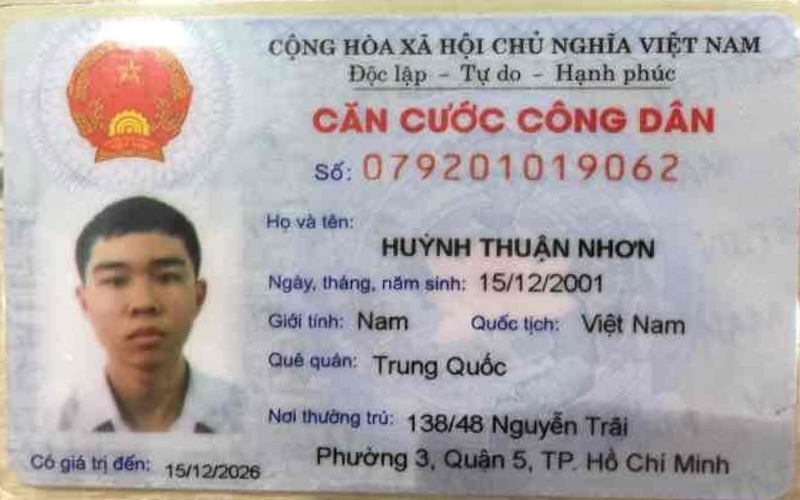 CỘNG HÒA XÃ HỘI CHỦ NGHĨA VIỆT NAM
Độc lập - Tự do - Hạnh phúc
CĂN CƯỚC CÔNG DÂN
Số: 079201019062
Họ và tên:
HUỲNH THUẬN NHƠN
Ngày, tháng, năm sinh: 15/12/2001
Giới tính: Nam Quốc tịch: Việt Nam
Quê quán: Trung Quốc
Nơi thường trú: 138/48 Nguyễn Trãi
Phường 3, Quận 5, TP. Hồ Chí Minh
Có giá trị đến: 15/12/2026